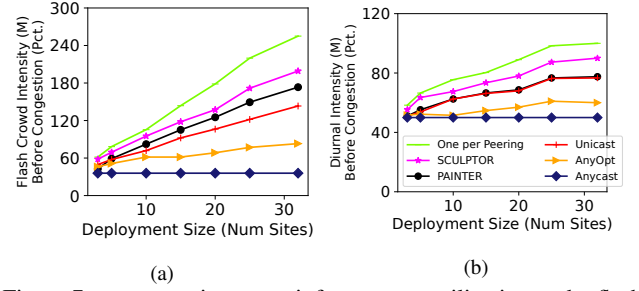 Flash Crowd Intensity (M)
Before Congestion (Pct.)
300
240
180
120
60
0
10
20
30
Deployment Size (Num Sites)
(a)
Diurnal Intensity (M)
Before Congestion (Pct.)
120
80
40
0
One per Peering
SCULPTOR
PAINTER
Unicast
AnyOpt
Anycast
10
20
30
Deployment Size (Num Sites)
(b)